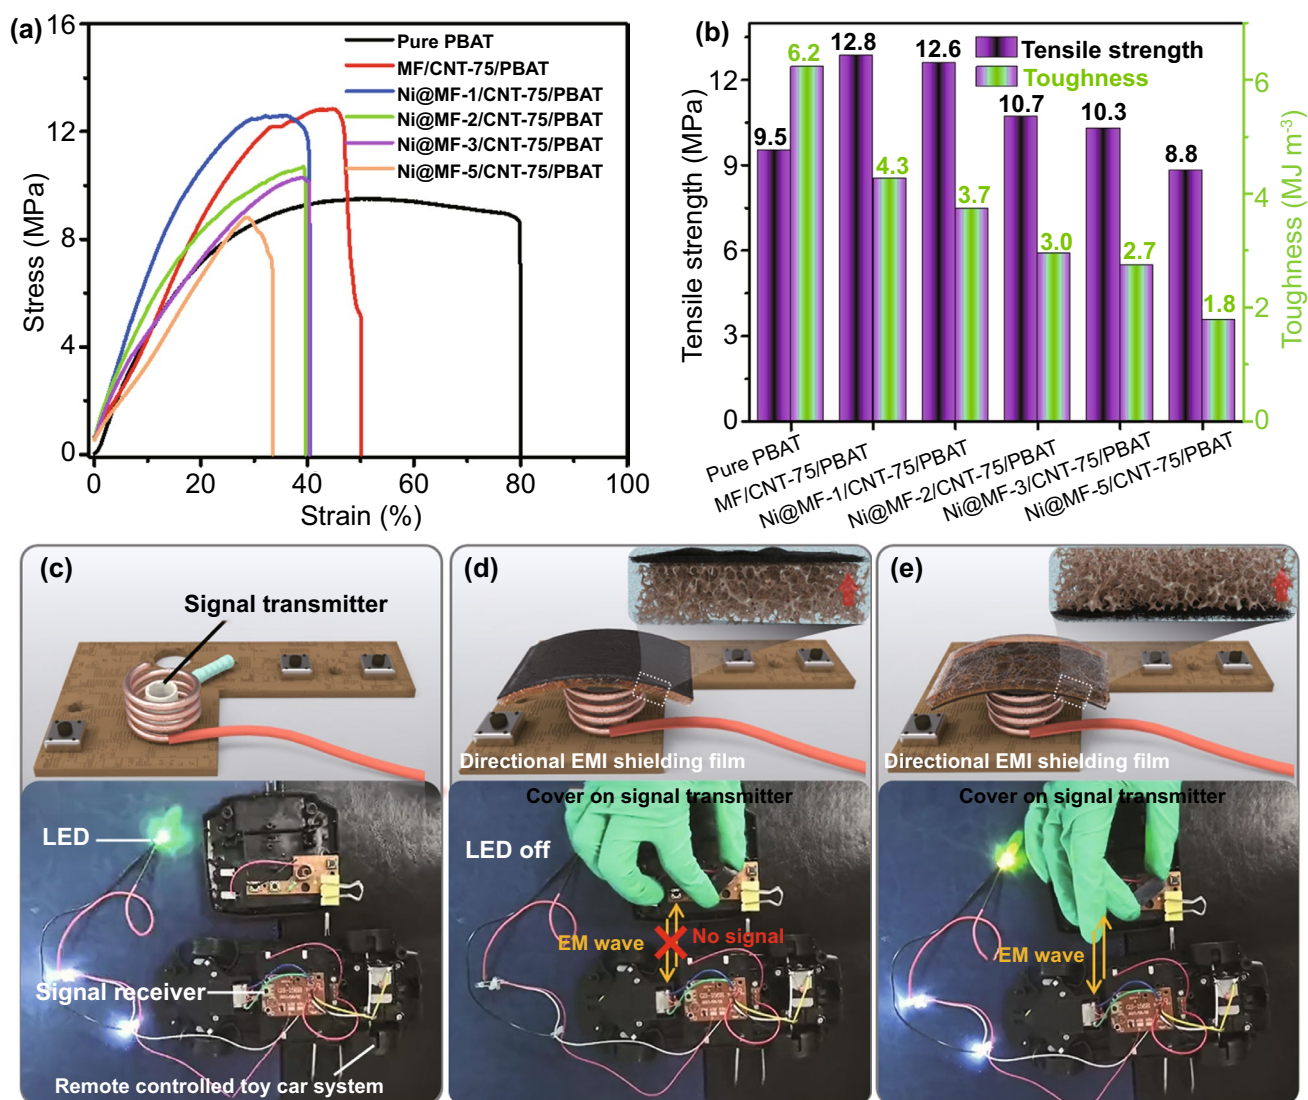 (a)
16
12
8
4
0
Stress (MPa)
0 20 40 60 80 100
Strain (%)
Pure PBAT
MF/CNT-75/PBAT
Ni@MF-1/CNT-75/PBAT
Ni@MF-2/CNT-75/PBAT
Ni@MF-3/CNT-75/PBAT
Ni@MF-5/CNT-75/PBAT
(b)
12
9
6
3
0
Tensile strength (MPa)
Tensile strength
Toughness
9.5 6.2 12.8 4.3 12.6 3.7 10.7 3.0 10.3 2.7 8.8 1.8
6
4
2
0
Toughness (MJ m⁻³)
Pure PBAT
MF/CNT-75/PBAT
Ni@MF-1/CNT-75/PBAT
Ni@MF-2/CNT-75/PBAT
Ni@MF-3/CNT-75/PBAT
Ni@MF-5/CNT-75/PBAT
(c)
Signal transmitter
LED
Signal receiver
Remote controlled toy car system
(d)
Directional EMI shielding film
Cover on signal transmitter
LED off
EM wave
No signal
(e)
Directional EMI shielding film
Cover on signal transmitter
EM wave